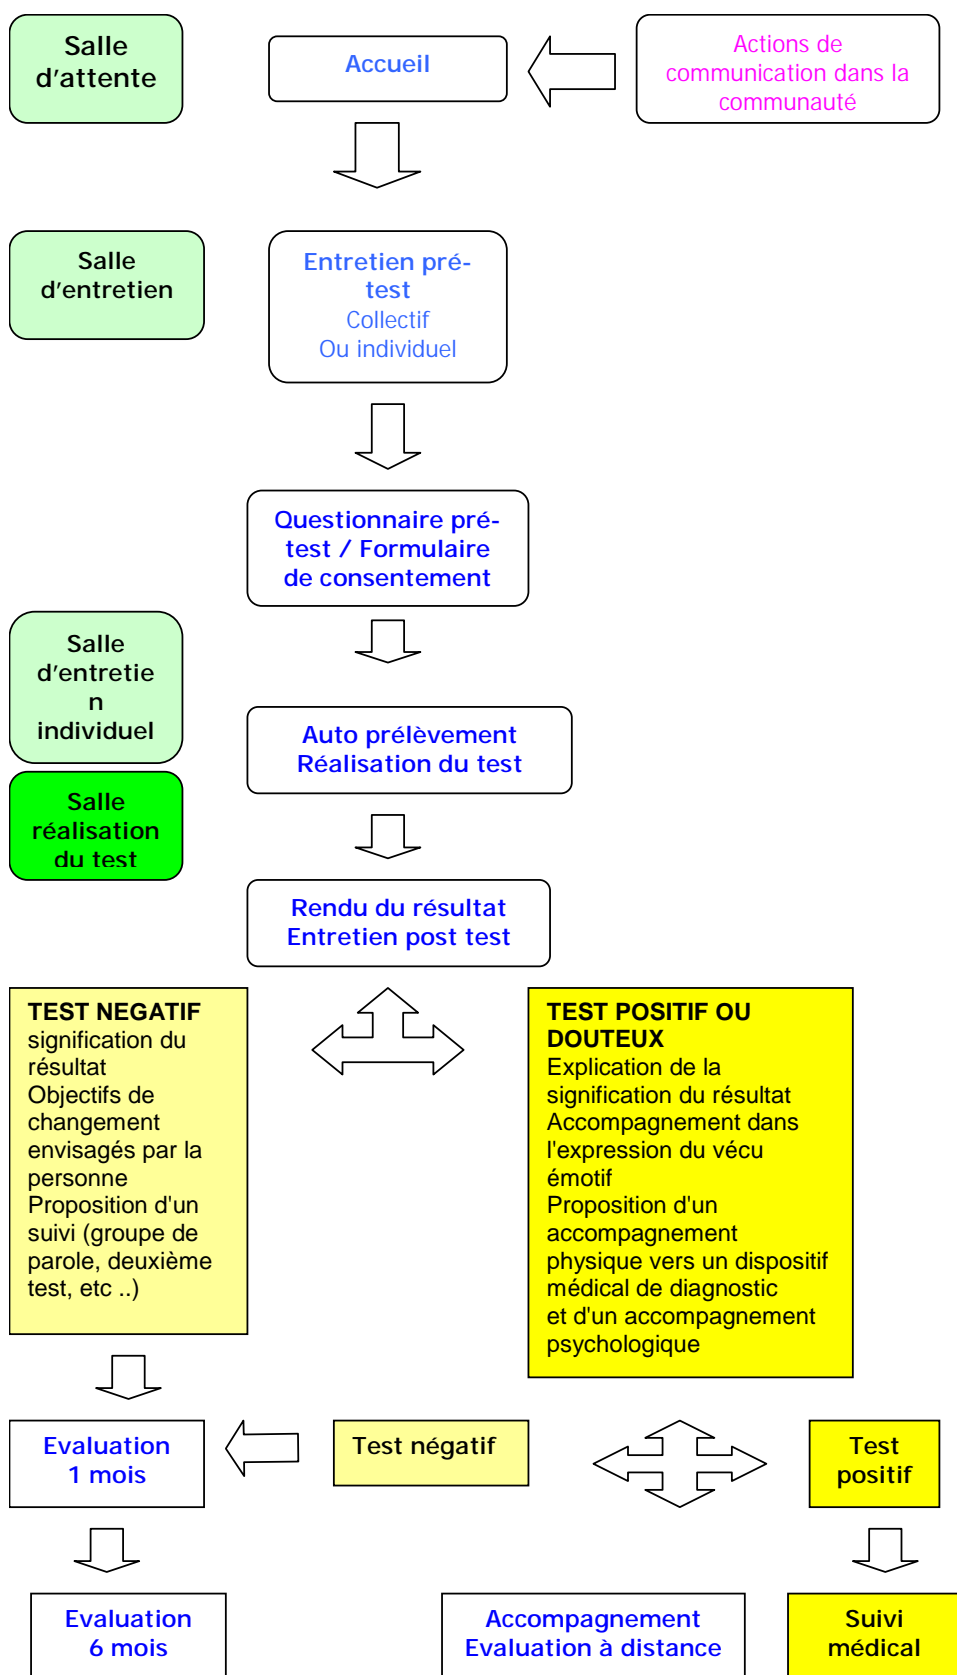 Salle
d'attente
Accueil
Actions de
communication dans la
communauté
Salle
d'entretien
Entretien pré-
test
Collectif
Ou individuel
Questionnaire pré-
test / Formulaire
de consentement
Salle
d'entretie
n
individuel
Auto prélèvement
Réalisation du test
Salle
réalisation
du test
Rendu du résultat
Entretien post test
TEST NEGATIF
signification du
résultat
Objectifs de
changement
envisagés par la
personne
Proposition d'un
suivi (groupe de
parole, deuxième
test, etc ..)
TEST POSITIF OU
DOUTEUX
Explication de la
signification du résultat
Accompagnement dans
l'expression du vécu
émotif
Proposition d'un
accompagnement
physique vers un dispositif
médical de diagnostic
et d'un accompagnement
psychologique
Evaluation
1 mois
Test négatif
Test
positif
Evaluation
6 mois
Accompagnement
Evaluation à distance
Suivi
médical